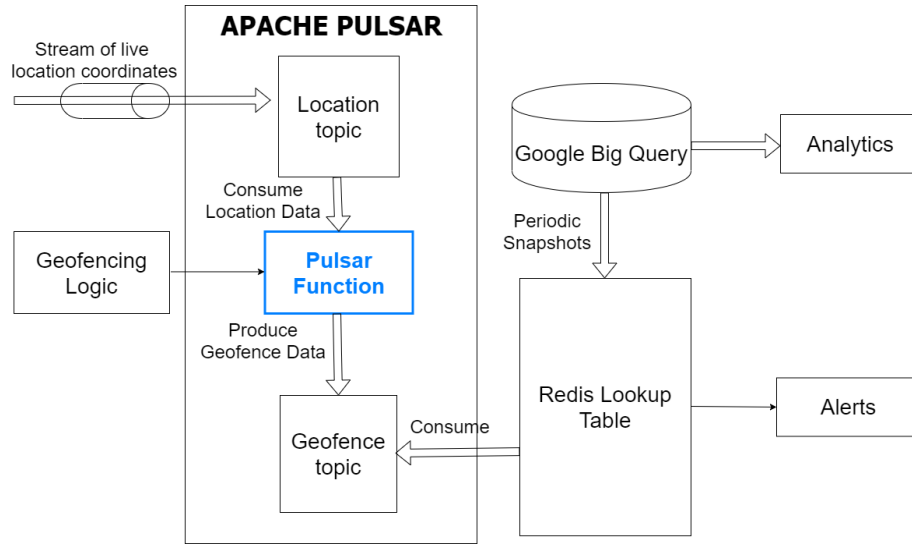 APACHE PULSAR
Stream of live
location coordinates
Location
topic
Consume
Location Data
Geofencing
Logic
Pulsar
Function
Produce
Geofence Data
Geofence
topic
Consume
Google Big Query
Analytics
Periodic
Snapshots
Redis Lookup
Table
Alerts